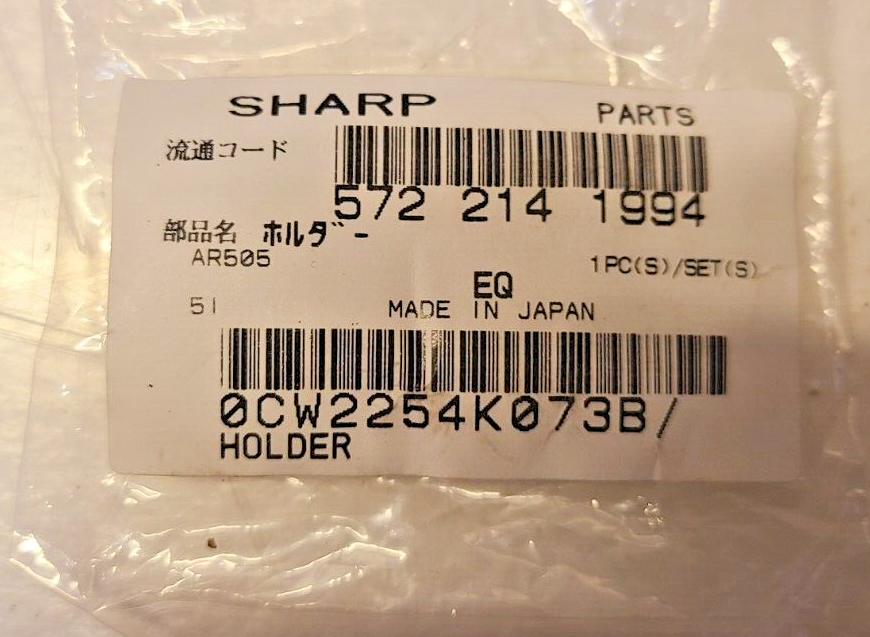 SHARP PARTS
流通コード
572 214 1994
部品名 ホルダー
AR505 1PC(S)/SET(S)
EQ
51 MADE IN JAPAN
0CW2254K073B/
HOLDER